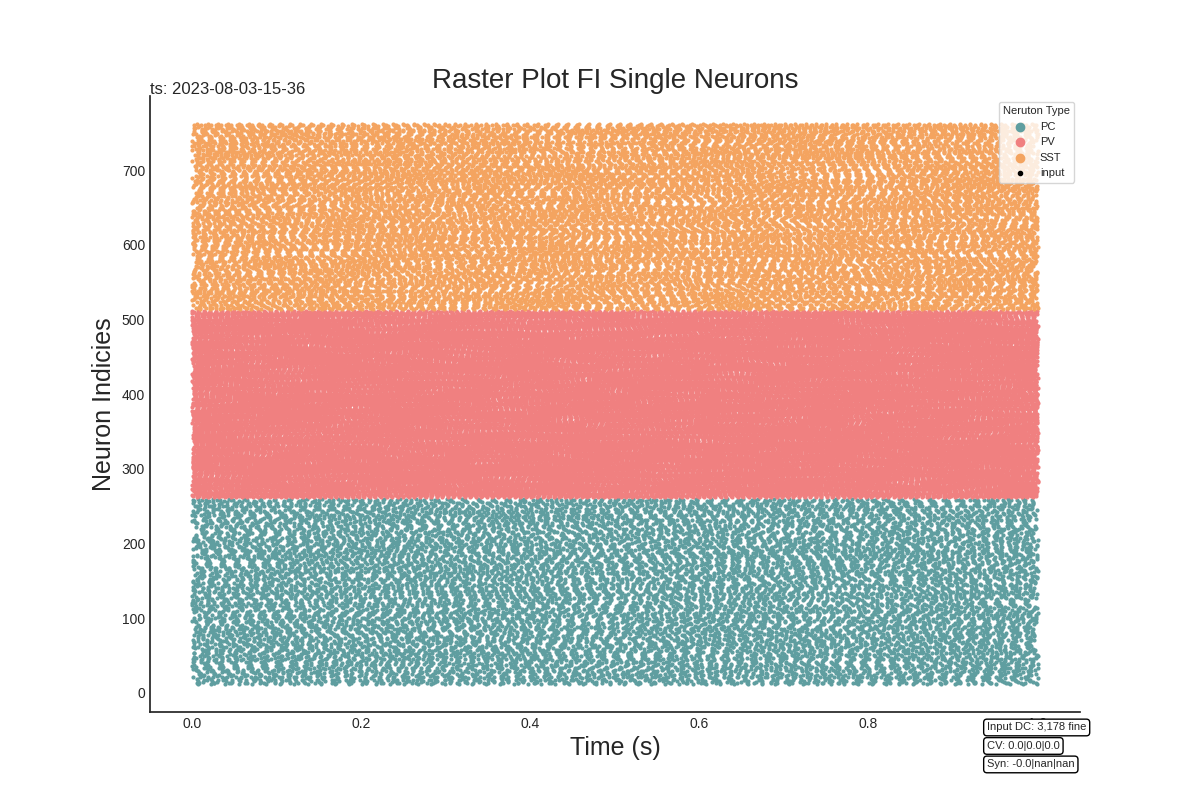 Raster Plot FI Single Neurons
ts: 2023-08-03-15-36
Neruton Type
PC
PV
SST
input
Neuron Indicies
700
600
500
400
300
200
100
0
0.0
0.2
0.4
0.6
0.8
Time (s)
Input DC: 3,178 fine
CV: 0.0|0.0|0.0
Syn: -0.0|nan|nan